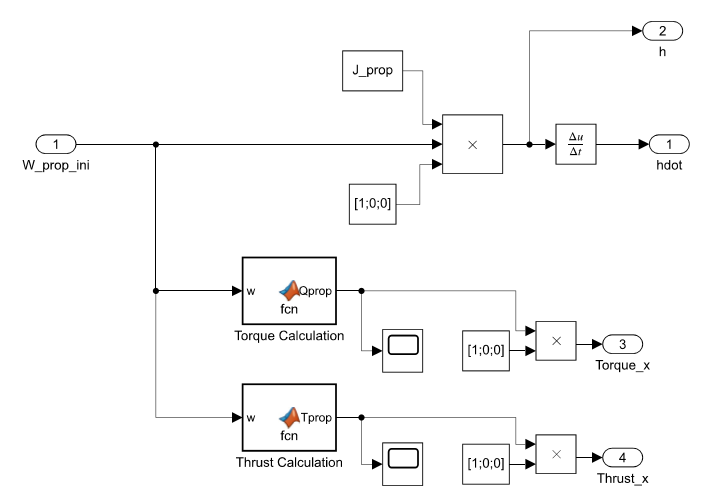 2
h
J_prop
1
W_prop_ini
×
Δu
Δt
1
hdot
[1;0;0]
w
Qprop
fcn
Torque Calculation
[1;0;0]
×
3
Torque_x
w
Tprop
fcn
Thrust Calculation
[1;0;0]
×
4
Thrust_x